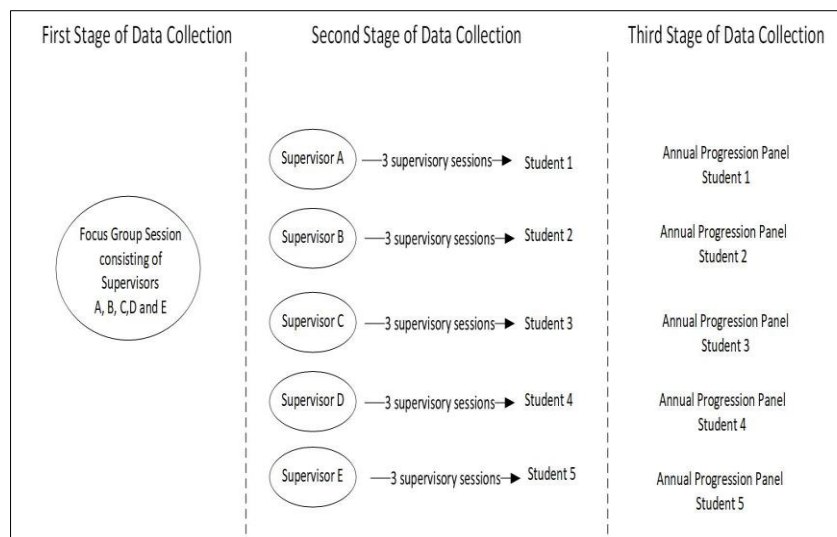 First Stage of Data Collection
Second Stage of Data Collection
Third Stage of Data Collection
Focus Group Session
consisting of
Supervisors
A, B, C,D and E
Supervisor A
3 supervisory sessions
Student 1
Supervisor B
3 supervisory sessions
Student 2
Supervisor C
3 supervisory sessions
Student 3
Supervisor D
3 supervisory sessions
Student 4
Supervisor E
3 supervisory sessions
Student 5
Annual Progression Panel
Student 1
Annual Progression Panel
Student 2
Annual Progression Panel
Student 3
Annual Progression Panel
Student 4
Annual Progression Panel
Student 5